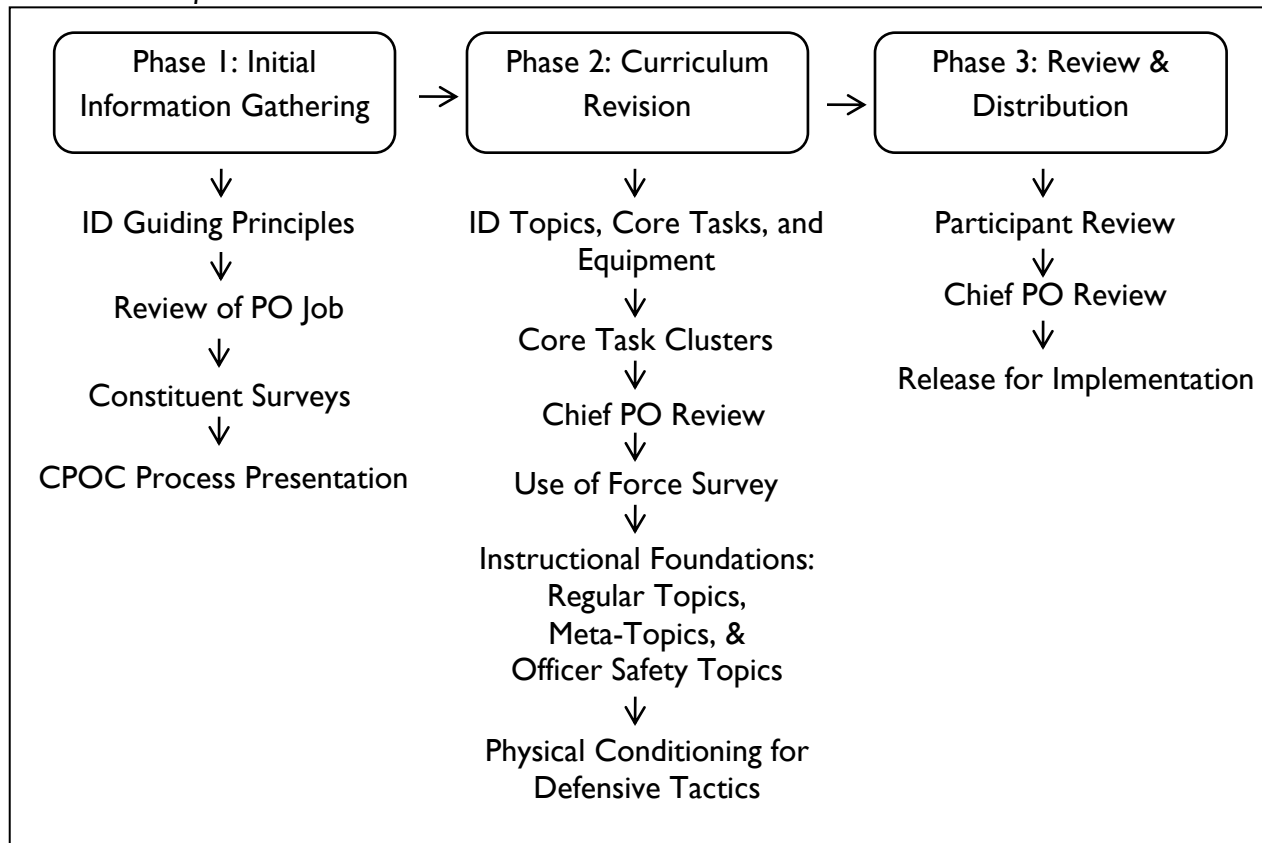 Phase 1: Initial
Information Gathering
Phase 2: Curriculum
Revision
Phase 3: Review &
Distribution
ID Guiding Principles
Review of PO Job
Constituent Surveys
CPOC Process Presentation
ID Topics, Core Tasks, and
Equipment
Core Task Clusters
Chief PO Review
Use of Force Survey
Instructional Foundations:
Regular Topics,
Meta-Topics, &
Officer Safety Topics
Physical Conditioning for
Defensive Tactics
Participant Review
Chief PO Review
Release for Implementation